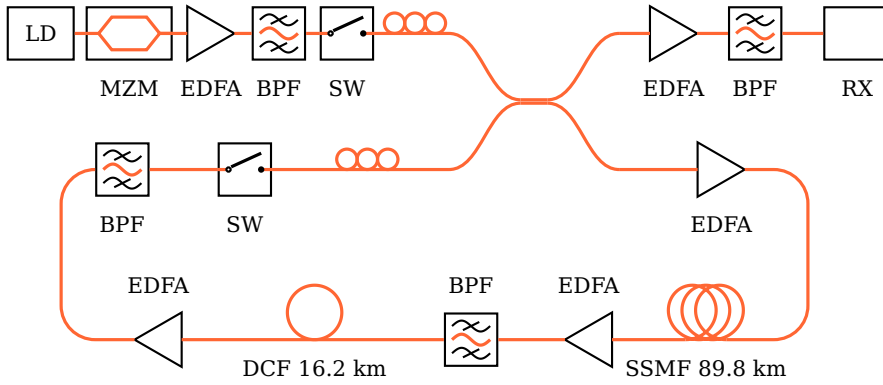 LD
MZM
EDFA
BPF
SW
EDFA
BPF
RX
BPF
SW
EDFA
EDFA
BPF
EDFA
DCF 16.2 km
SSMF 89.8 km